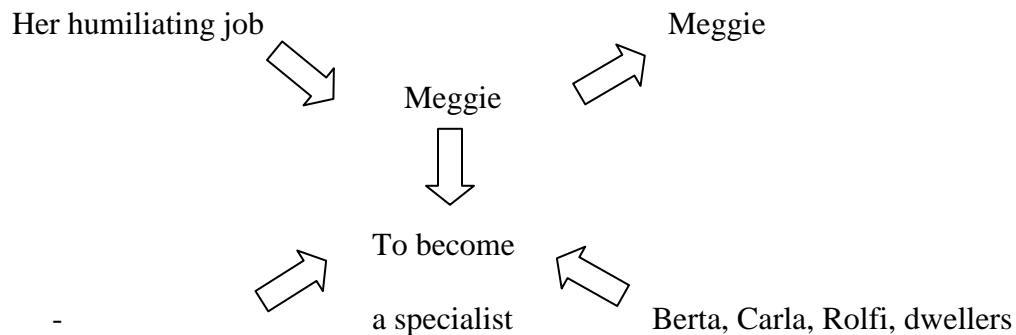 Her humiliating job Meggie
Meggie
To become
- a specialist Berta, Carla, Rolfi, dwellers